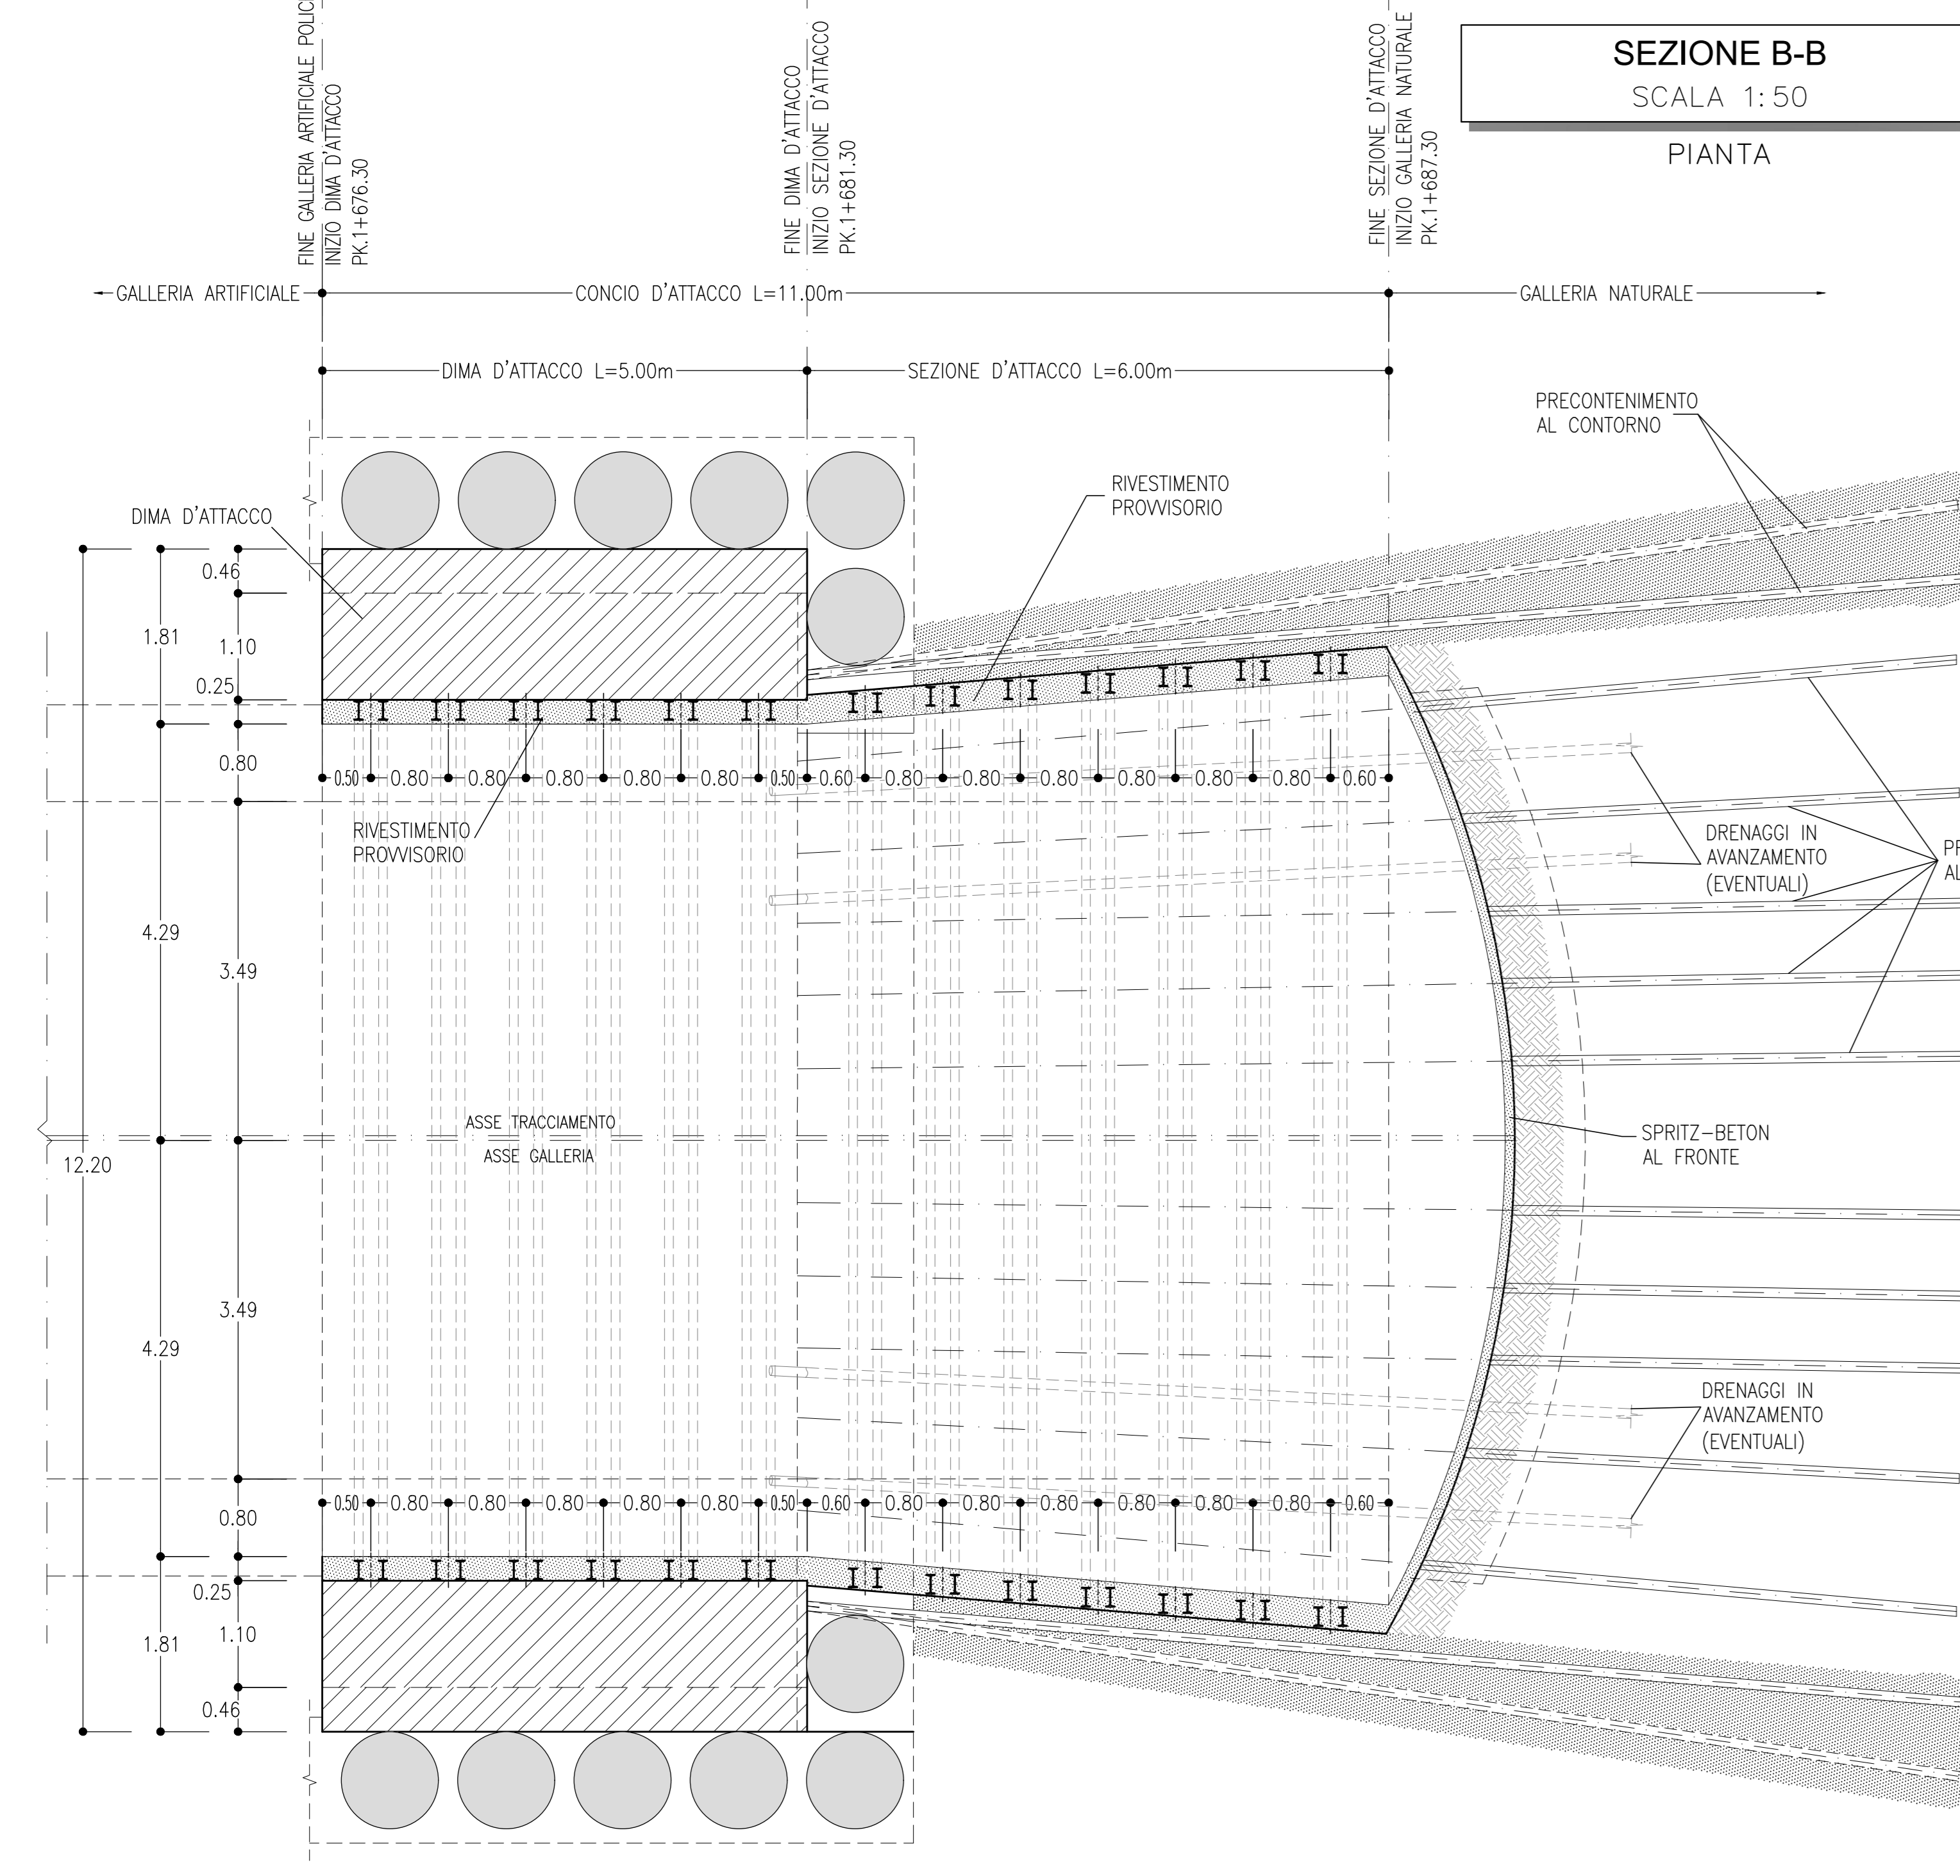 SEZIONE B-B
SCALA 1:50
PIANTA
FINE GALLERIA ARTIFICIALE
INIZIO DIMA D'ATTACCO
PK.1+676.30
FINE DIMA D'ATTACCO
INIZIO SEZIONE D'ATTACCO
PK.1+681.30
FINE SEZIONE D'ATTACCO
INIZIO GALLERIA NATURALE
PK.1+687.30
GALLERIA ARTIFICIALE
CONCIO D'ATTACCO L=11.00m
GALLERIA NATURALE
DIMA D'ATTACCO L=5.00m
SEZIONE D'ATTACCO L=6.00m
PRECONTENIMENTO
AL CONTORNO
RIVESTIMENTO
PROVVISORIO
DIMA D'ATTACCO
0.46
1.81
1.10
0.25
0.80
0.50 0.80 0.80 0.80 0.80 0.80 0.50 0.60 0.80 0.80 0.80 0.80 0.80 0.80 0.60
RIVESTIMENTO
PROVVISORIO
DRENAGGI IN
AVANZAMENTO
(EVENTUALI)
4.29
3.49
ASSE TRACCIAMENTO
ASSE GALLERIA
12.20
SPRITZ-BETON
AL FRONTE
3.49
4.29
DRENAGGI IN
AVANZAMENTO
(EVENTUALI)
0.50 0.80 0.80 0.80 0.80 0.80 0.50 0.60 0.80 0.80 0.80 0.80 0.80 0.80 0.60
0.80
0.25
1.81
1.10
0.46